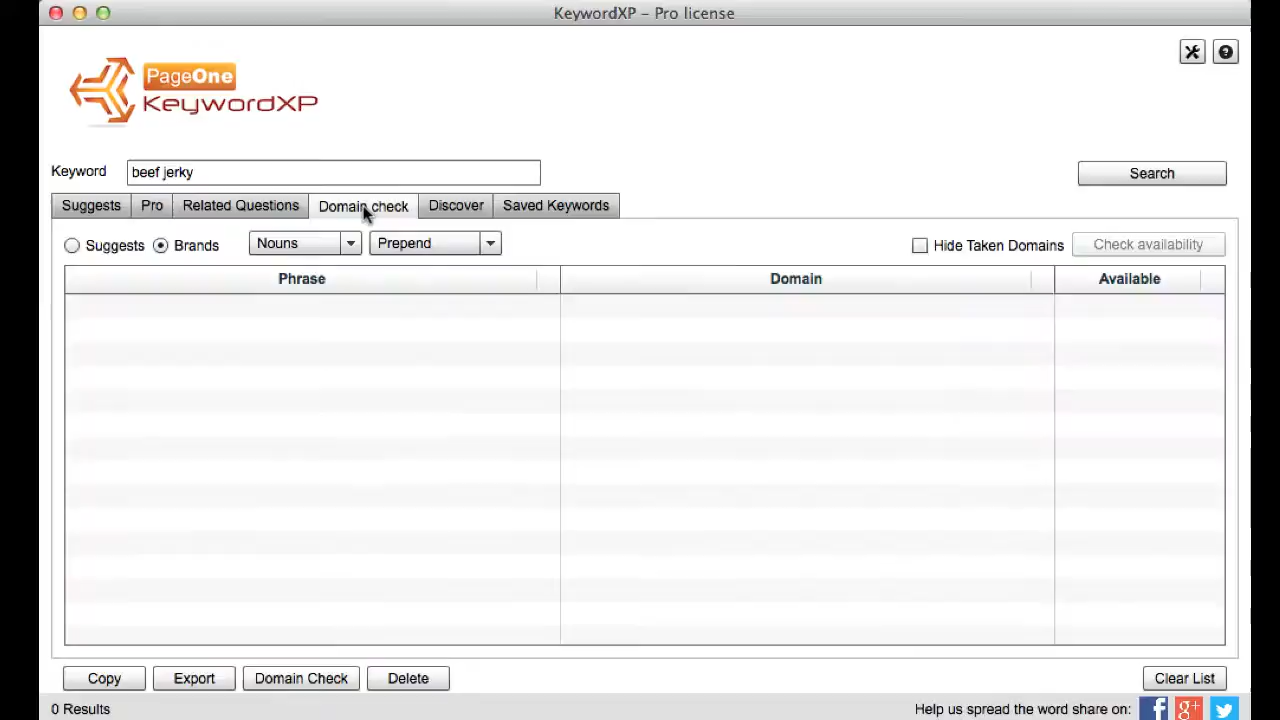 KeywordXP – Pro license
PageOne
KeywordXP
Keyword beef jerky Search
Suggests Pro Related Questions Domain check Discover Saved Keywords
Suggests Brands Nouns Prepend Hide Taken Domains Check availability
Phrase Domain Available
Copy Export Domain Check Delete Clear List
0 Results Help us spread the word share on: